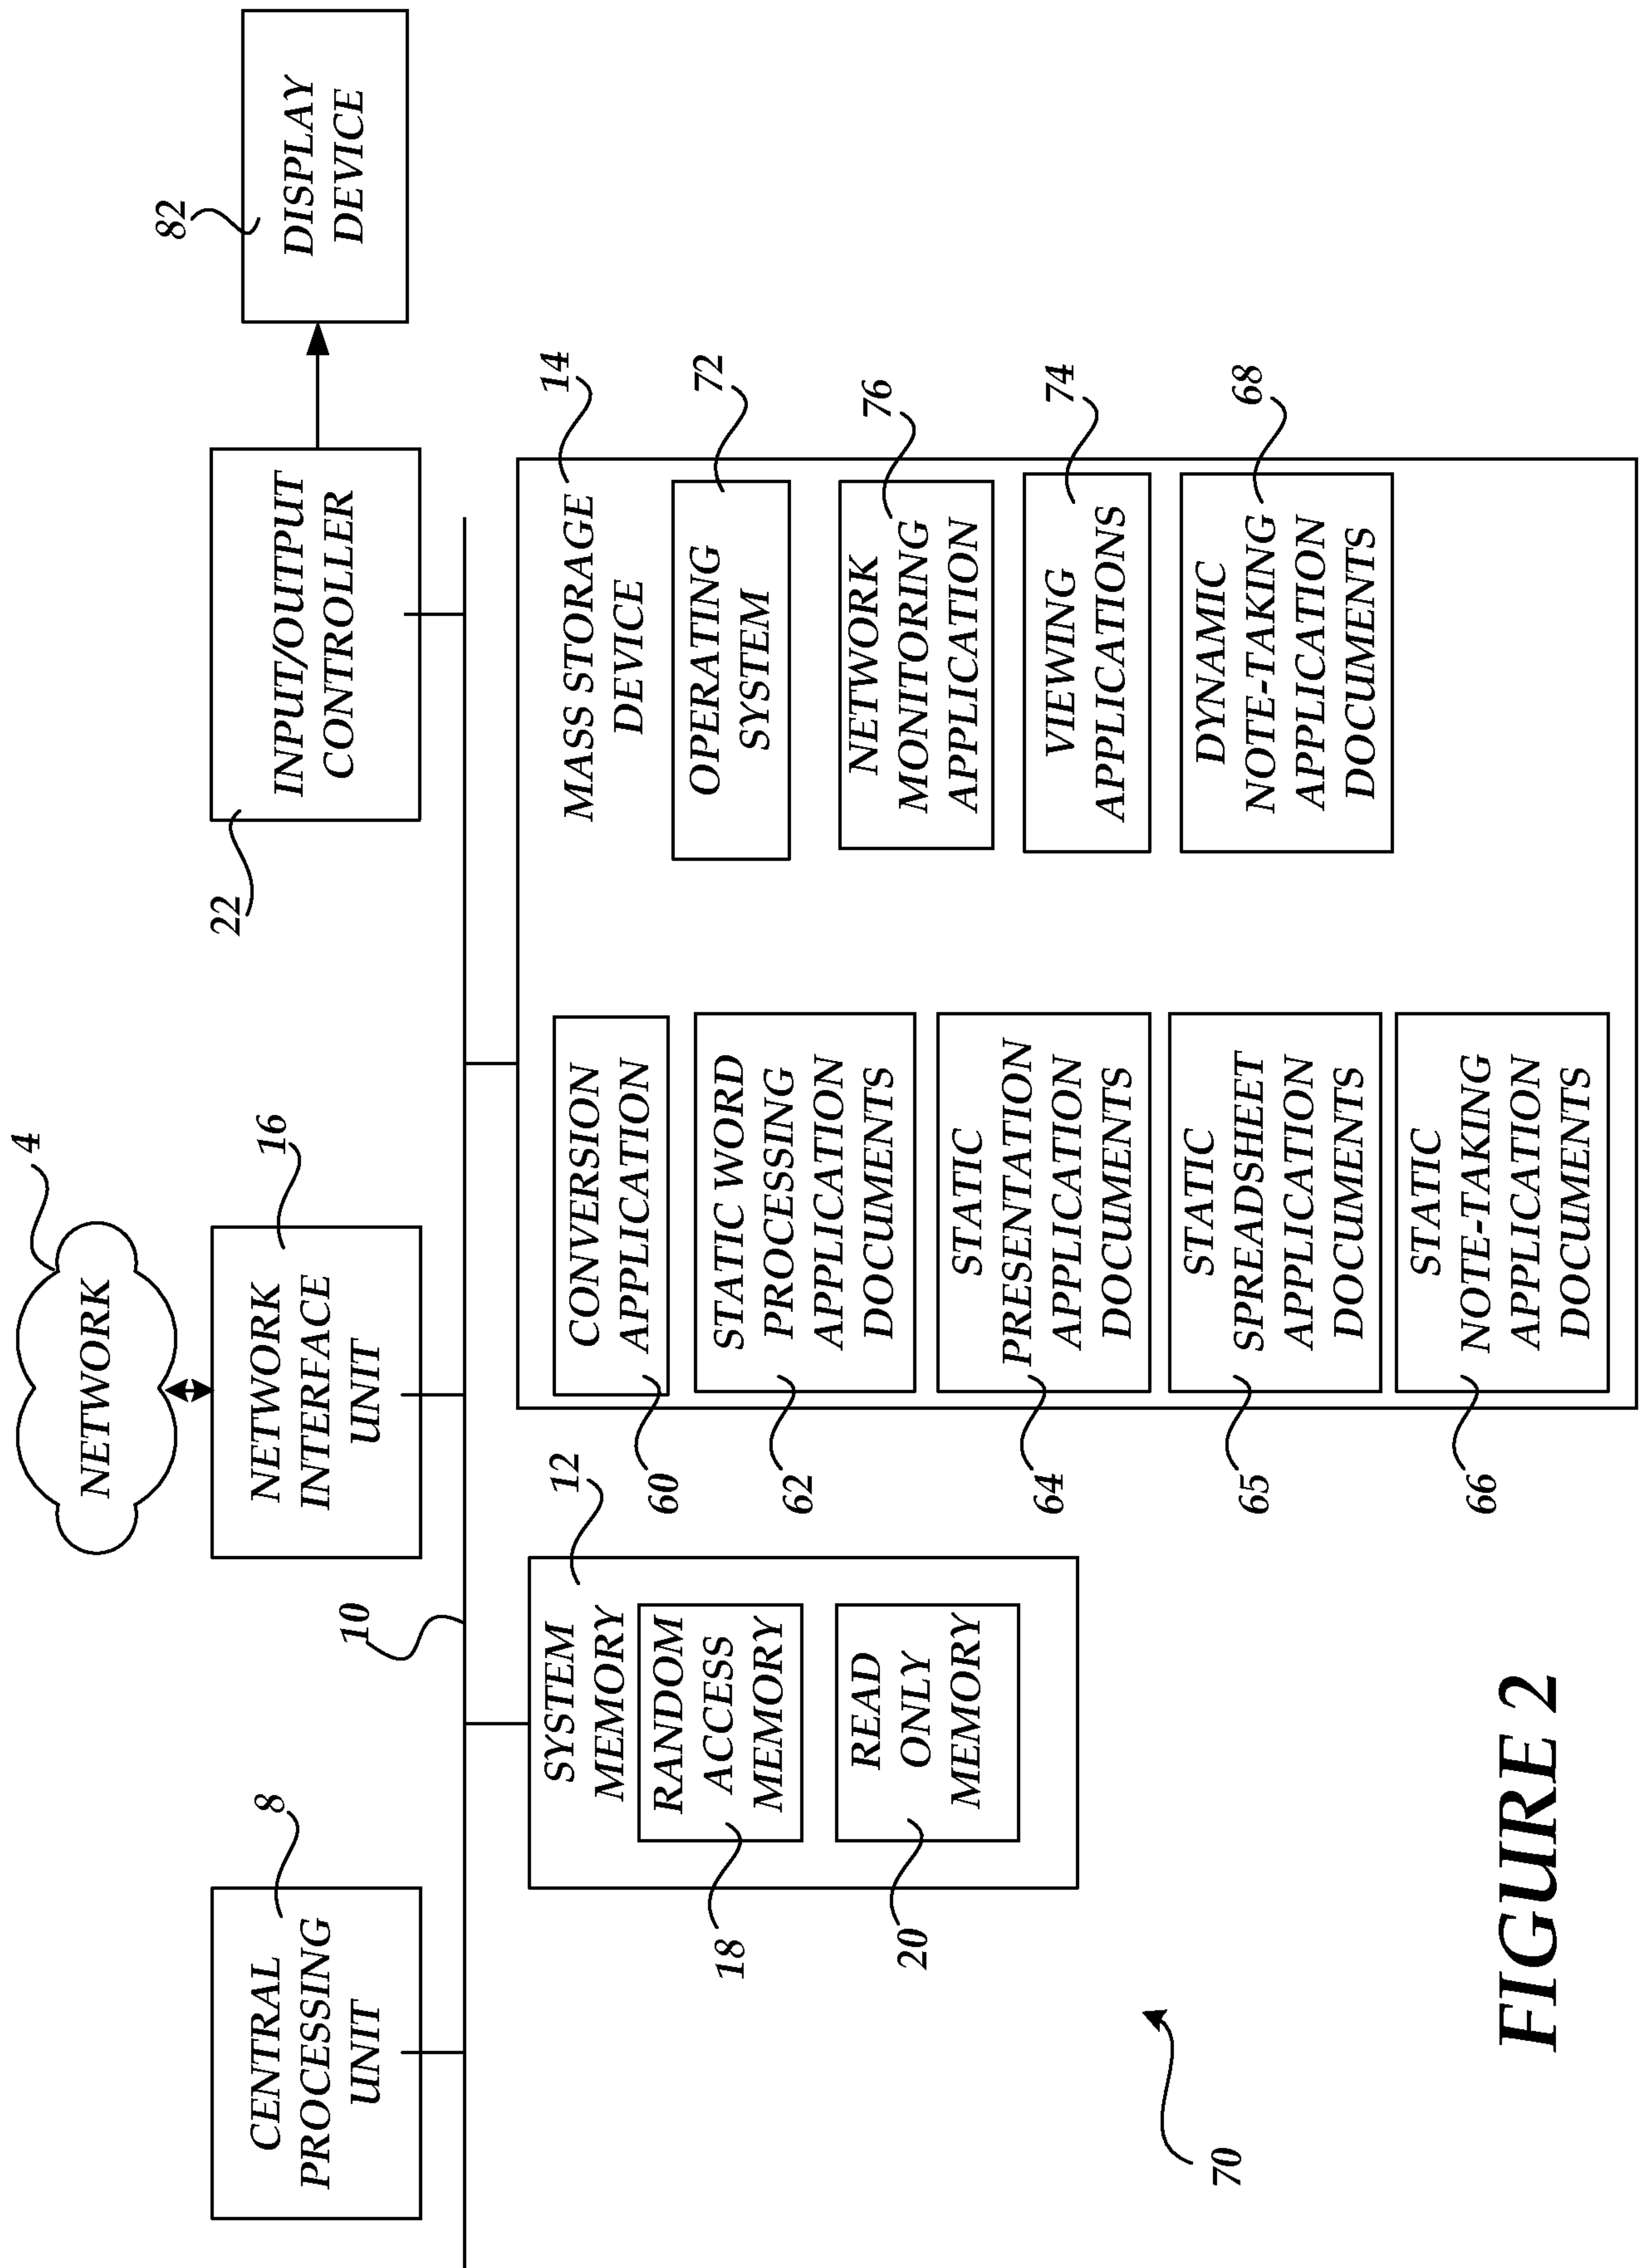 4
NETWORK
8
CENTRAL
PROCESSING
UNIT
16
NETWORK
INTERFACE
UNIT
22
INPUT/OUTPUT
CONTROLLER
82
DISPLAY
DEVICE
10
12
SYSTEM
MEMORY
RANDOM
ACCESS
MEMORY
18
READ
ONLY
MEMORY
20
14
MASS STORAGE
DEVICE
CONVERSION
APPLICATION
60
STATIC WORD
PROCESSING
APPLICATION
DOCUMENTS
62
STATIC
PRESENTATION
APPLICATION
DOCUMENTS
64
STATIC
SPREADSHEET
APPLICATION
DOCUMENTS
65
STATIC
NOTE-TAKING
APPLICATION
DOCUMENTS
66
OPERATING
SYSTEM
72
NETWORK
MONITORING
APPLICATION
76
VIEWING
APPLICATIONS
74
DYNAMIC
NOTE-TAKING
APPLICATION
DOCUMENTS
68
70
FIGURE 2